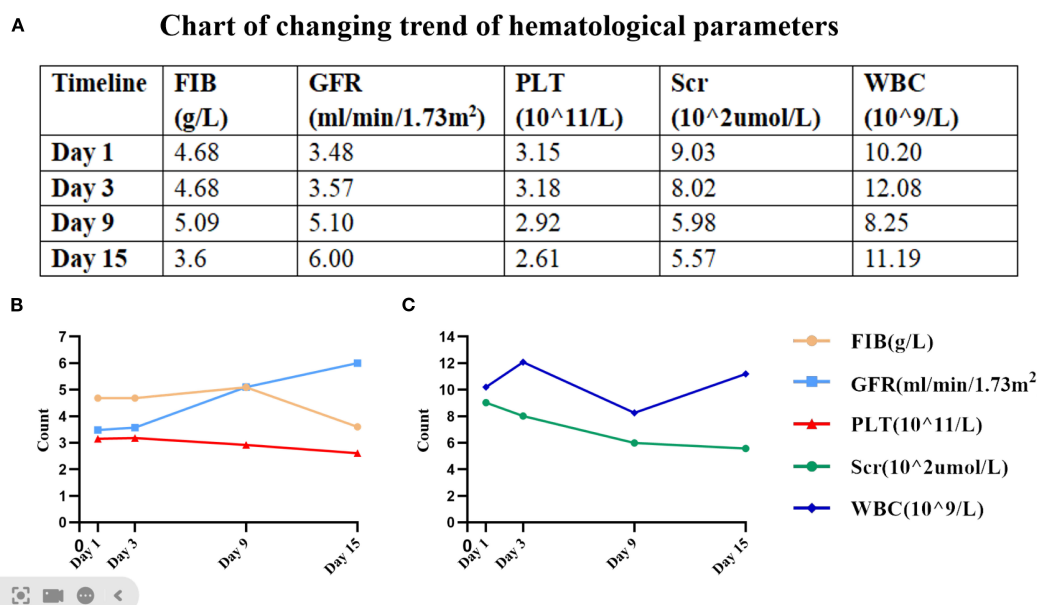 A
Chart of changing trend of hematological parameters
Timeline FIB (g/L) GFR (ml/min/1.73m²) PLT (10^11/L) Scr (10^2umol/L) WBC (10^9/L)
Day 1 4.68 3.48 3.15 9.03 10.20
Day 3 4.68 3.57 3.18 8.02 12.08
Day 9 5.09 5.10 2.92 5.98 8.25
Day 15 3.6 6.00 2.61 5.57 11.19
B
7
6
5
4
3
2
1
0
Count
0 Day 1 Day 3 Day 9 Day 15
C
14
12
10
8
6
4
2
0
Count
0 Day 1 Day 3 Day 9 Day 15
FIB(g/L)
GFR(ml/min/1.73m²
PLT(10^11/L)
Scr(10^2umol/L)
WBC(10^9/L)